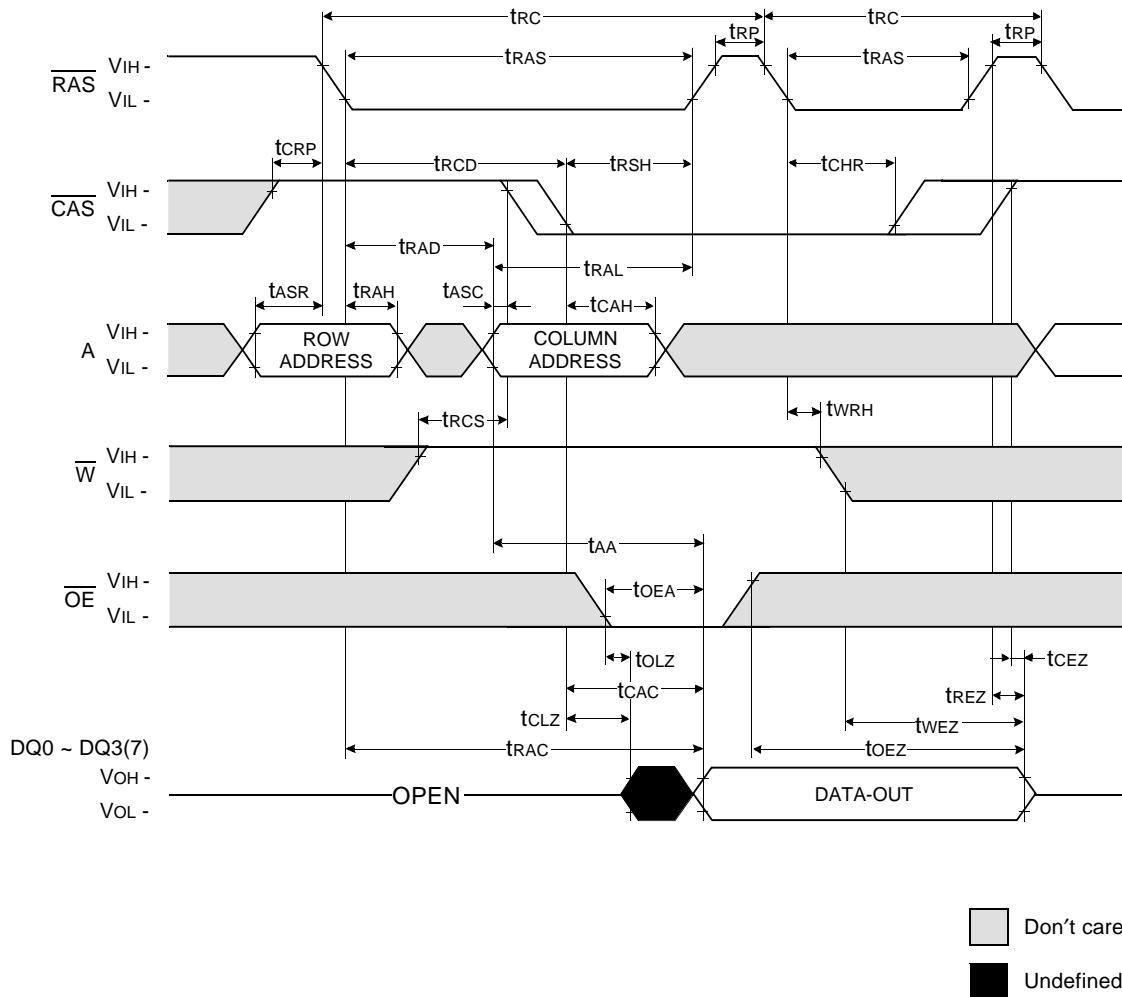 tRC tRC
tRP tRP
tRAS tRAS
RAS
VIH -
VIL -
tCRP tRCD tRSH tCHR
CAS
VIH -
VIL -
tRAD
tRAL
tASR tRAH tASC tCAH
A
VIH -
VIL -
ROW
ADDRESS
COLUMN
ADDRESS
tRCS tWRH
W
VIH -
VIL -
tAA
OE
VIH -
VIL -
tOEA
tOLZ tCEZ
tCAC tREZ
tCLZ tWEZ
DQ0 ~ DQ3(7)
tRAC tOEZ
VOH -
VOL -
OPEN
DATA-OUT
Don′t care
Undefined